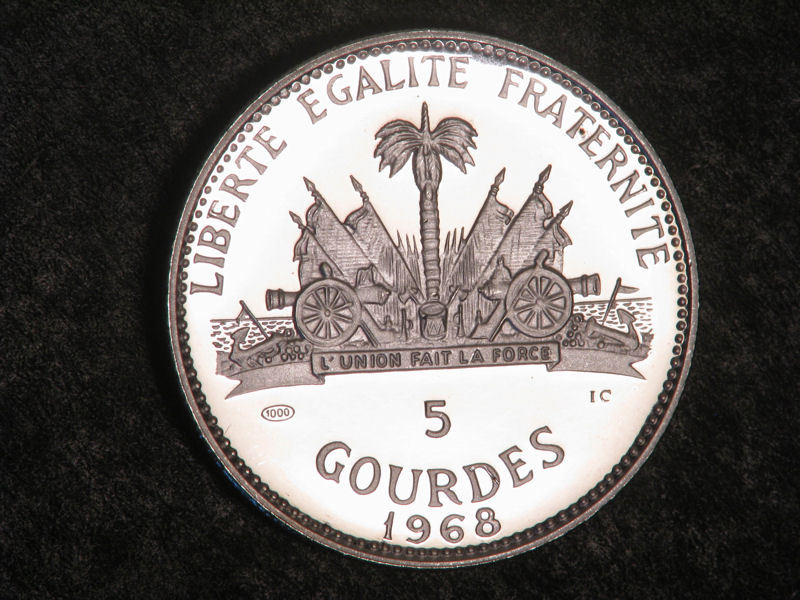 LIBERTE EGALITE FRATERNITE
L'UNION FAIT LA FORCE
1000
5
IC
GOURDES
1968